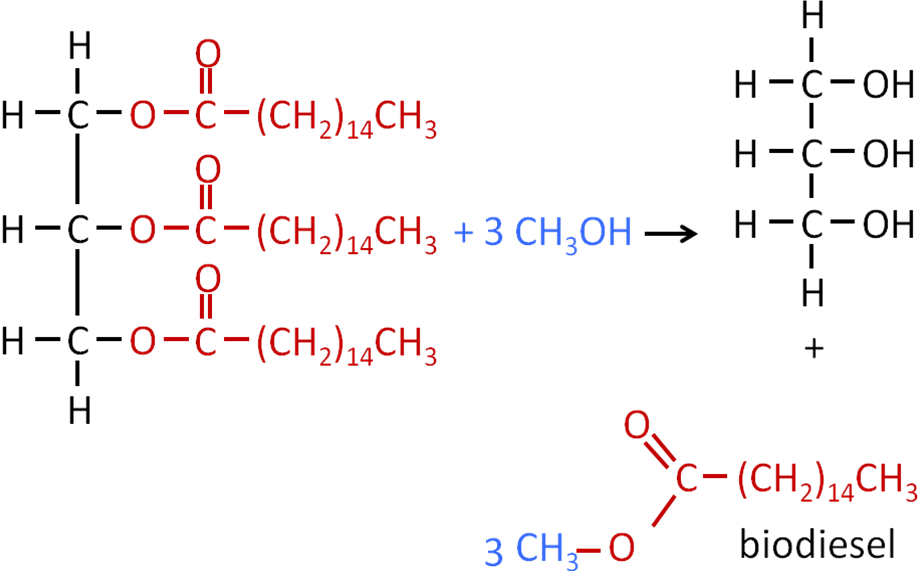 H
O
H – C – O – C – (CH₂)₁₄CH₃
O
H – C – O – C – (CH₂)₁₄CH₃ + 3 CH₃OH →
O
H – C – O – C – (CH₂)₁₄CH₃
H
H
H – C – OH
H – C – OH
H – C – OH
H
+
O
C – (CH₂)₁₄CH₃
3 CH₃ – O
biodiesel